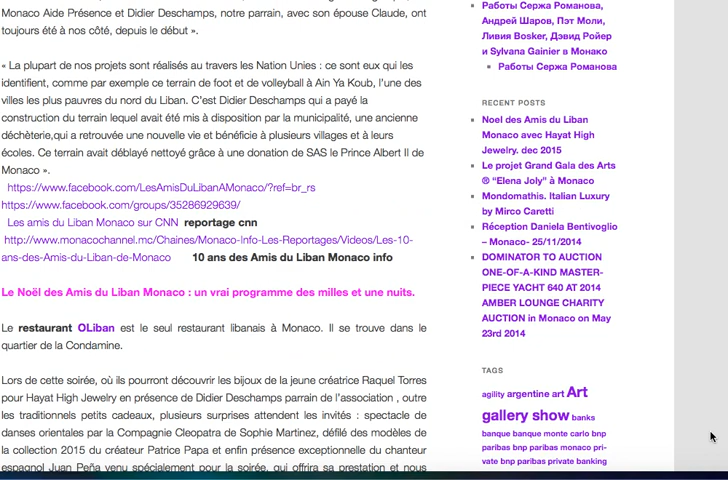 Monaco Aide Présence et Didier Deschamps, notre parrain, avec son épouse Claude, ont
toujours été à nos côté, depuis le début ».
« La plupart de nos projets sont réalisés au travers les Nation Unies : ce sont eux qui les
identifient, comme par exemple ce terrain de foot et de volleyball à Ain Ya Koub, l'une des
villes les plus pauvres du nord du Liban. C'est Didier Deschamps qui a payé la
construction du terrain lequel avait été mis à disposition par la municipalité, une ancienne
déchèterie,qui a retrouvée une nouvelle vie et bénéficie à plusieurs villages et à leurs
écoles. Ce terrain avait déblayé nettoyé grâce à une donation de SAS le Prince Albert II de
Monaco ».
https://www.facebook.com/LesAmisDuLibanAMonaco/?ref=br_rs
https://www.facebook.com/groups/35286929639/
Les amis du Liban Monaco sur CNN reportage cnn
http://www.monacochannel.mc/Chaines/Monaco-Info-Les-Reportages/Videos/Les-10-
ans-des-Amis-du-Liban-de-Monaco 10 ans des Amis du Liban Monaco info
Le Noël des Amis du Liban Monaco : un vrai programme des milles et une nuits.
Le restaurant OLiban est le seul restaurant libanais à Monaco. Il se trouve dans le
quartier de la Condamine.
Lors de cette soirée, où ils pourront découvrir les bijoux de la jeune créatrice Raquel Torres
pour Hayat High Jewelry en présence de Didier Deschamps parrain de l'association , outre
les traditionnels petits cadeaux, plusieurs surprises attendent les invités : spectacle de
danses orientales par la Compagnie Cleopatra de Sophie Martinez, défilé des modèles de
la collection 2015 du créateur Patrice Papa et enfin présence exceptionnelle du chanteur
espagnol Juan Peña venu spécialement pour la soirée, qui offrira sa prestation et nous
Работы Сержа Романова,
Андрей Шаров, Пэт Моли,
Ливия Bosker, Дэвид Ройер
и Sylvana Gainier в Монако
Работы Сержа Романова
RECENT POSTS
Noel des Amis du Liban
Monaco avec Hayat High
Jewelry. dec 2015
Le projet Grand Gala des Arts
® “Elena Joly” à Monaco
Mondomathis. Italian Luxury
by Mirco Caretti
Réception Daniela Bentivoglio
– Monaco- 25/11/2014
DOMINATOR TO AUCTION
ONE-OF-A-KIND MASTER-
PIECE YACHT 640 AT 2014
AMBER LOUNGE CHARITY
AUCTION in Monaco on May
23rd 2014
TAGS
agility argentine art Art
gallery show banks
banque banque monte carlo bnp
paribas bnp paribas monaco pri-
vate bnp paribas private banking